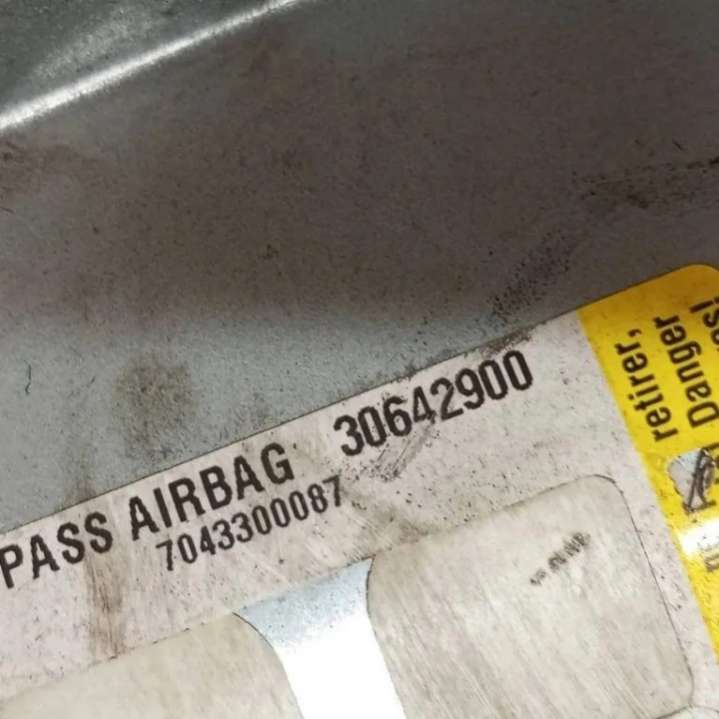 PASS AIRBAG 30642900
7043300087
retirer,
Danger